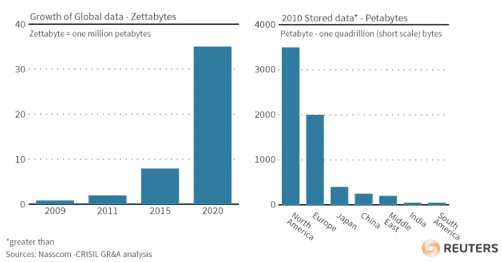 Growth of Global data - Zettabytes
Zettabyte = one million petabytes
40
30
20
10
0
2009 2011 2015 2020
2010 Stored data* - Petabytes
Petabyte - one quadrillion (short scale) bytes
4000
3000
2000
1000
0
North America
Europe
Japan
China
Middle East
India
South America
*greater than
Sources: Nasscom -CRISIL GR&A analysis
REUTERS